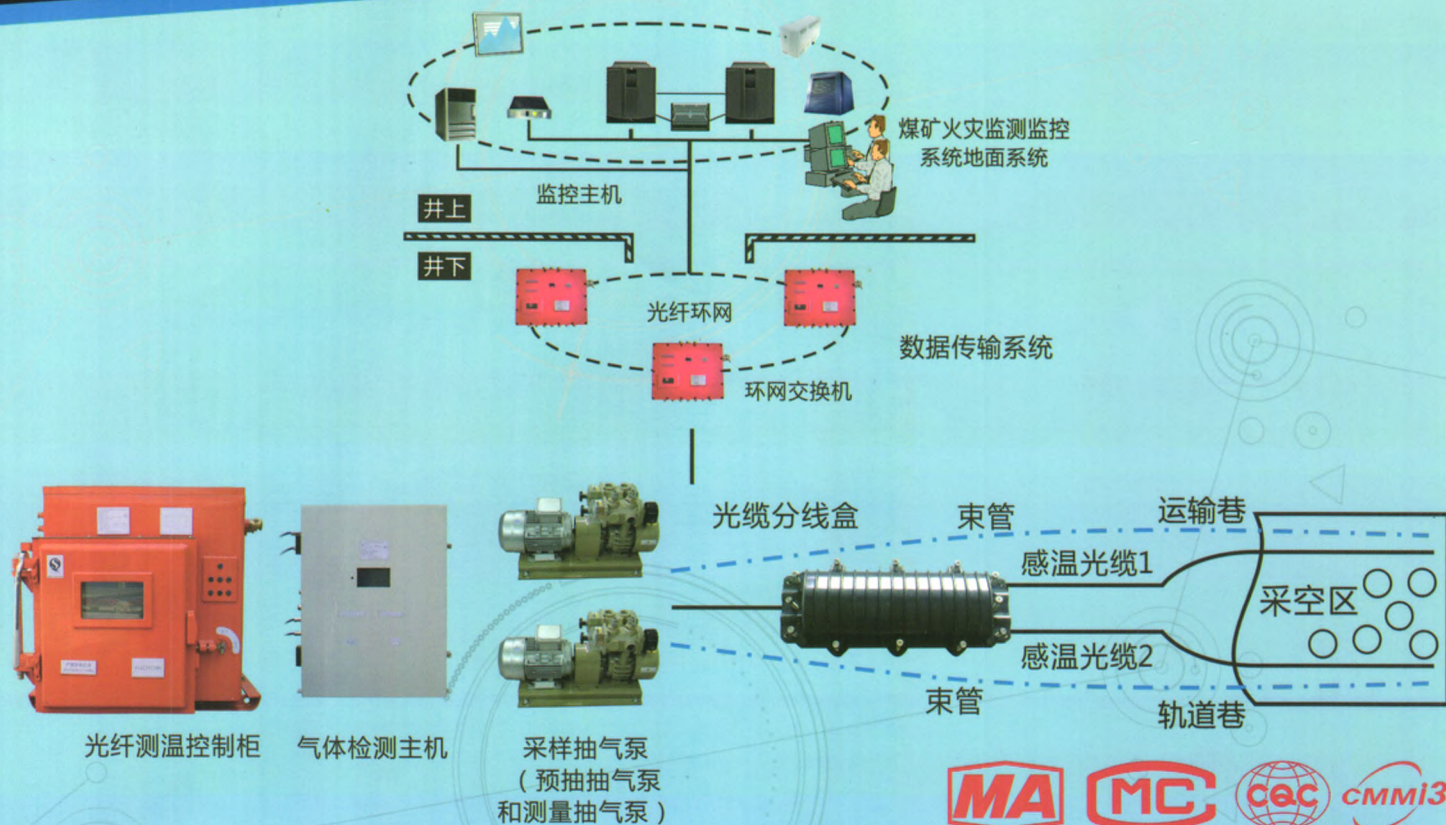 煤矿火灾监测监控
系统地面系统
监控主机
井上
井下
光纤环网
数据传输系统
环网交换机
光缆分线盒
束管
运输巷
感温光缆1
采空区
感温光缆2
束管
轨道巷
光纤测温控制柜
气体检测主机
采样抽气泵
（预抽抽气泵
和测量抽气泵）
MA
MC
CQC
CMMI3